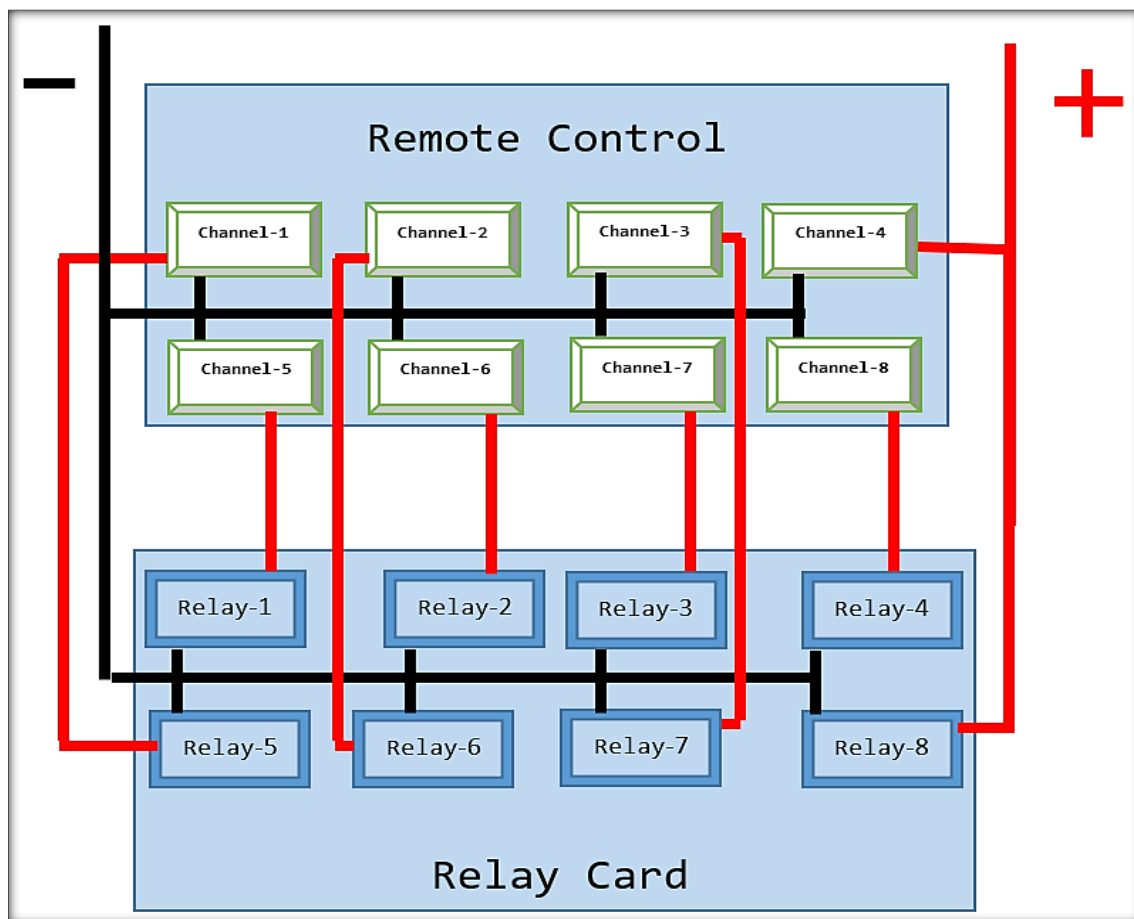 −
+
Remote Control
Channel-1
Channel-2
Channel-3
Channel-4
Channel-5
Channel-6
Channel-7
Channel-8
Relay-1
Relay-2
Relay-3
Relay-4
Relay-5
Relay-6
Relay-7
Relay-8
Relay Card